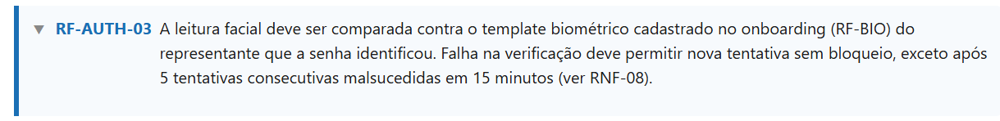 ▼ RF-AUTH-03 A leitura facial deve ser comparada contra o template biométrico cadastrado no onboarding (RF-BIO) do
representante que a senha identificou. Falha na verificação deve permitir nova tentativa sem bloqueio, exceto após
5 tentativas consecutivas malsucedidas em 15 minutos (ver RNF-08).